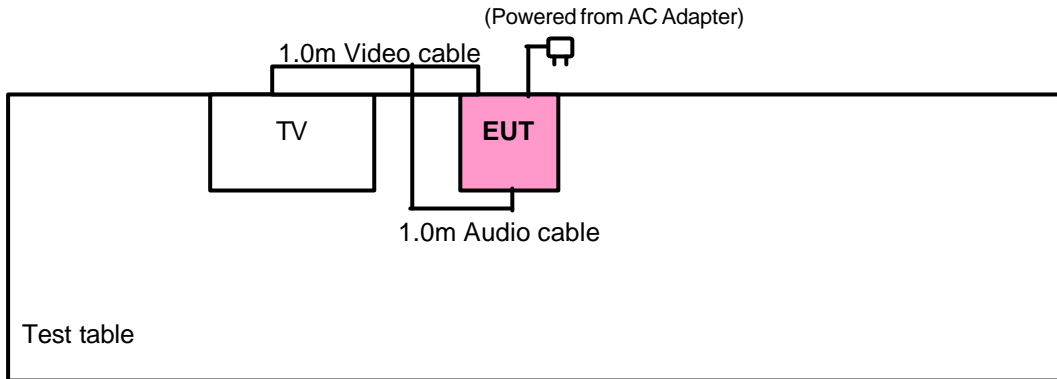 (Powered from AC Adapter)
1.0m Video cable
TV
EUT
1.0m Audio cable
Test table